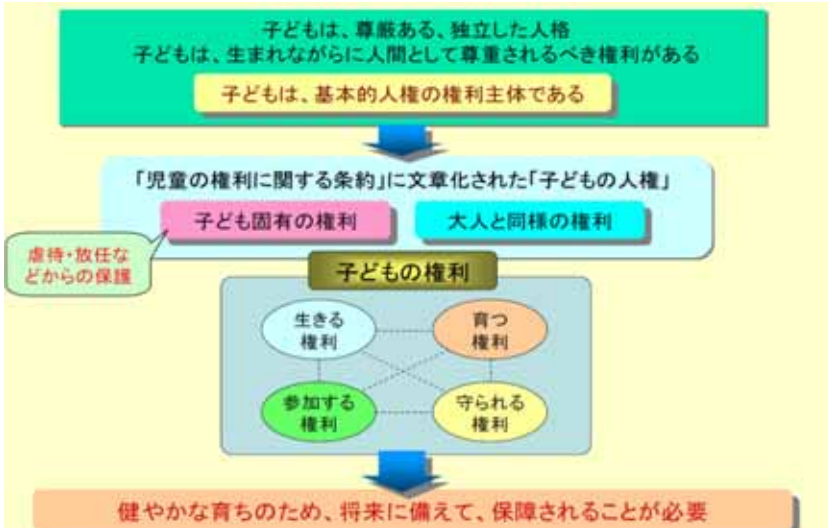 子どもは、尊厳ある、独立した人格
子どもは、生まれながらに人間として尊重されるべき権利がある
子どもは、基本的人権の権利主体である
「児童の権利に関する条約」に文章化された「子どもの人権」
子ども固有の権利
大人と同様の権利
虐待・放任な
どからの保護
子どもの権利
生きる
権利
育つ
権利
参加する
権利
守られる
権利
健やかな育ちのため、将来に備えて、保障されることが必要